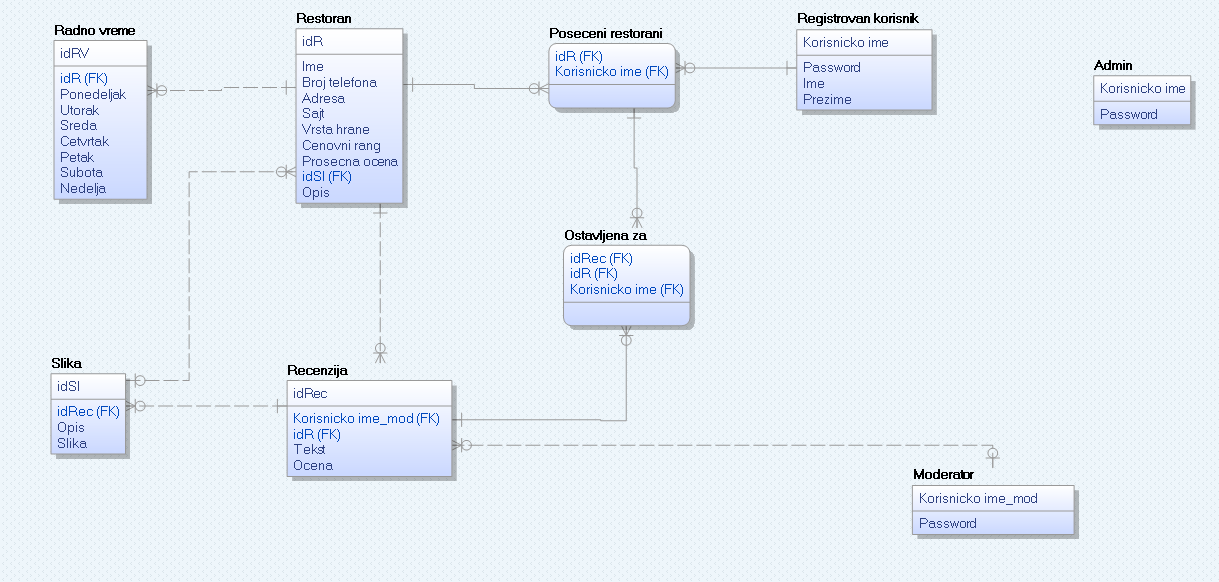 Radno vreme
idRV
idR (FK)
Ponedeljak
Utorak
Sreda
Cetvrtak
Petak
Subota
Nedelja
Restoran
idR
Ime
Broj telefona
Adresa
Sajt
Vrsta hrane
Cenovni rang
Prosecna ocena
idSl (FK)
Opis
Poseceni restorani
idR (FK)
Korisnicko ime (FK)
Registrovan korisnik
Korisnicko ime
Password
Ime
Prezime
Admin
Korisnicko ime
Password
Ostavljena za
idRec (FK)
idR (FK)
Korisnicko ime (FK)
Slika
idSl
idRec (FK)
Opis
Slika
Recenzija
idRec
Korisnicko ime_mod (FK)
idR (FK)
Tekst
Ocena
Moderator
Korisnicko ime_mod
Password